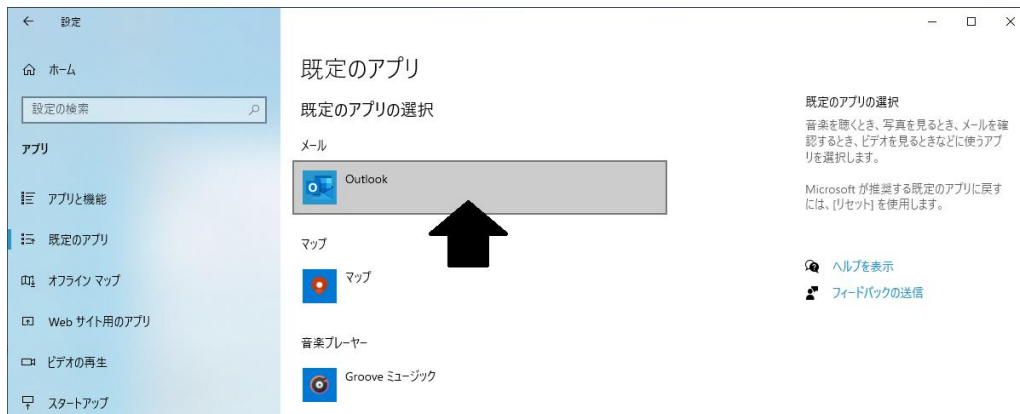 設定
ホーム
設定の検索
アプリ
アプリと機能
既定のアプリ
オフライン マップ
Web サイト用のアプリ
ビデオの再生
スタートアップ
既定のアプリ
既定のアプリの選択
メール
Outlook
マップ
マップ
音楽プレーヤー
Groove ミュージック
既定のアプリの選択
音楽を聴くとき、写真を見るとき、メールを確
認するとき、ビデオを見るときなどに使うアプ
リを選択します。
Microsoft が推奨する既定のアプリに戻す
には、[リセット] を使用します。
ヘルプを表示
フィードバックの送信